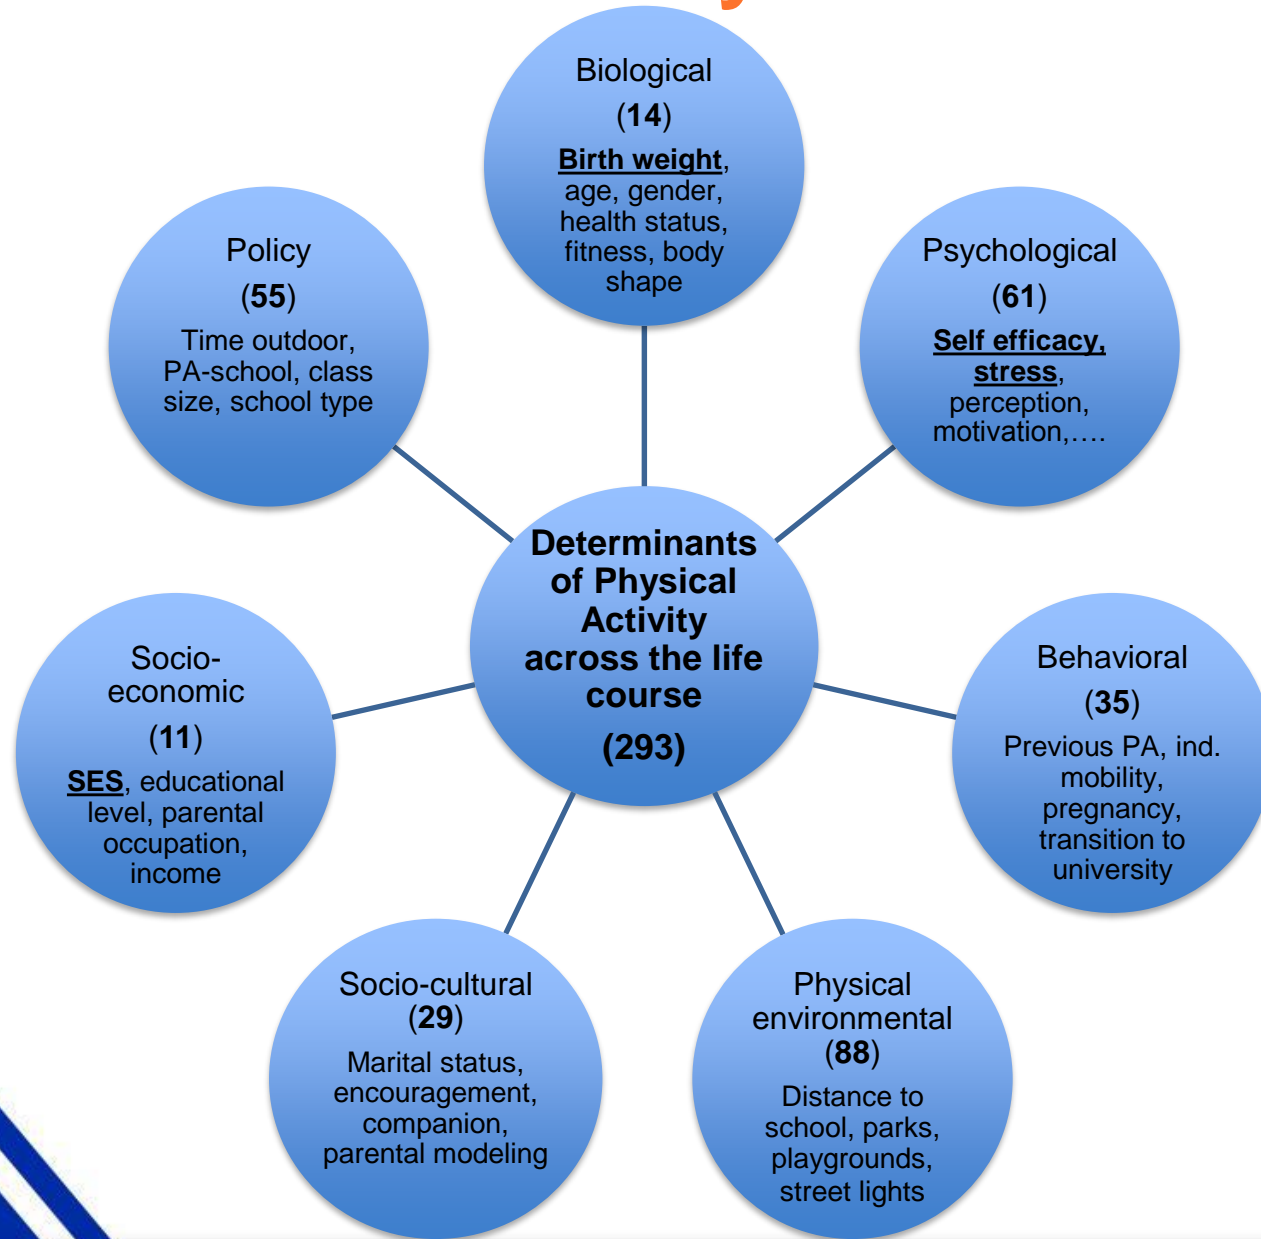 Biological
(14)
Birth weight,
age, gender,
health status,
fitness, body
shape
Psychological
(61)
Self efficacy,
stress,
perception,
motivation,....
Behavioral
(35)
Previous PA, ind.
mobility,
pregnancy,
transition to
university
Physical
environmental
(88)
Distance to
school, parks,
playgrounds,
street lights
Socio-cultural
(29)
Marital status,
encouragement,
companion,
parental modeling
Socio-
economic
(11)
SES, educational
level, parental
occupation,
income
Policy
(55)
Time outdoor,
PA-school, class
size, school type
Determinants
of Physical
Activity
across the life
course
(293)